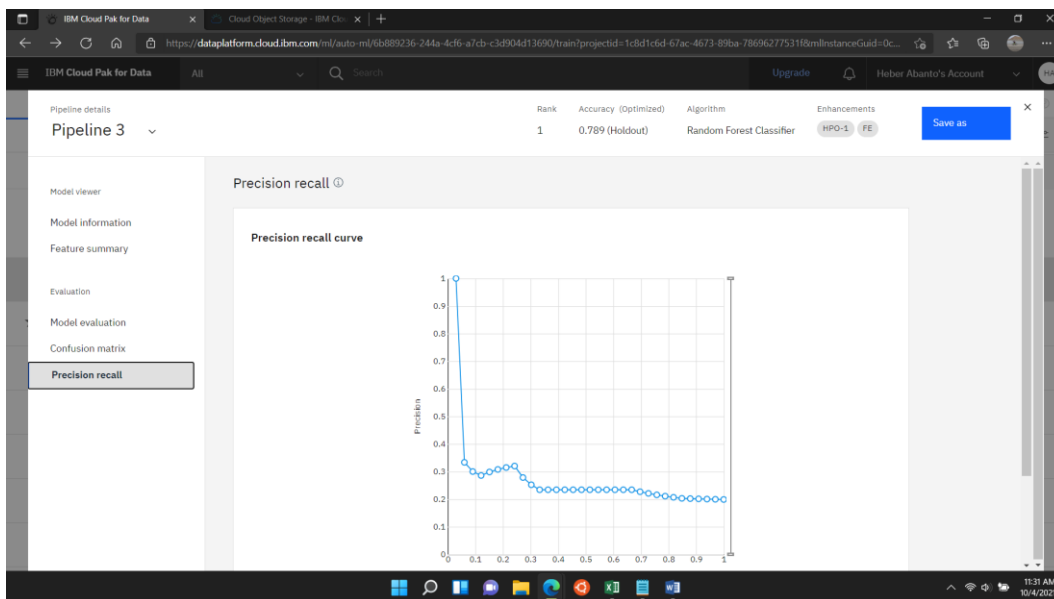 IBM Cloud Pak for Data
Cloud Object Storage - IBM Clo
https://dataplatform.cloud.ibm.com/ml/auto-ml/6b889236-244a-4cf6-a7cb-c3d904d13690/train?projectid=1c8d1c6d-67ac-4673-89ba-78696277531f&mlInstanceGuid=0c...
IBM Cloud Pak for Data
All
Search
Upgrade
Heber Abanto's Account
HA
Pipeline details
Pipeline 3
Rank
Accuracy (Optimized)
Algorithm
Enhancements
1
0.789 (Holdout)
Random Forest Classifier
HPO-1
FE
Save as
Model viewer
Model information
Feature summary
Evaluation
Model evaluation
Confusion matrix
Precision recall
Precision recall
Precision recall curve
Precision
1
0.9
0.8
0.7
0.6
0.5
0.4
0.3
0.2
0.1
0
0 0.1 0.2 0.3 0.4 0.5 0.6 0.7 0.8 0.9 1
11:31 AM
10/4/202